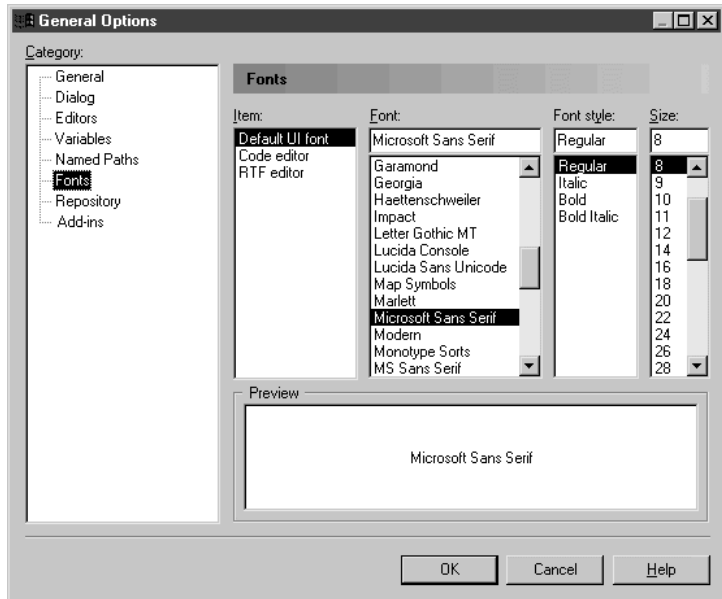 General Options
Category:
General
Dialog
Editors
Variables
Named Paths
Fonts
Repository
Add-ins
Fonts
Item:
Default UI font
Code editor
RTF editor
Font:
Microsoft Sans Serif
Garamond
Georgia
Haettenschweiler
Impact
Letter Gothic MT
Lucida Console
Lucida Sans Unicode
Map Symbols
Marlett
Microsoft Sans Serif
Modern
Monotype Sorts
MS Sans Serif
Font style:
Regular
Regular
Italic
Bold
Bold Italic
Size:
8
8
9
10
11
12
14
16
18
20
22
24
26
28
Preview
Microsoft Sans Serif
OK
Cancel
Help